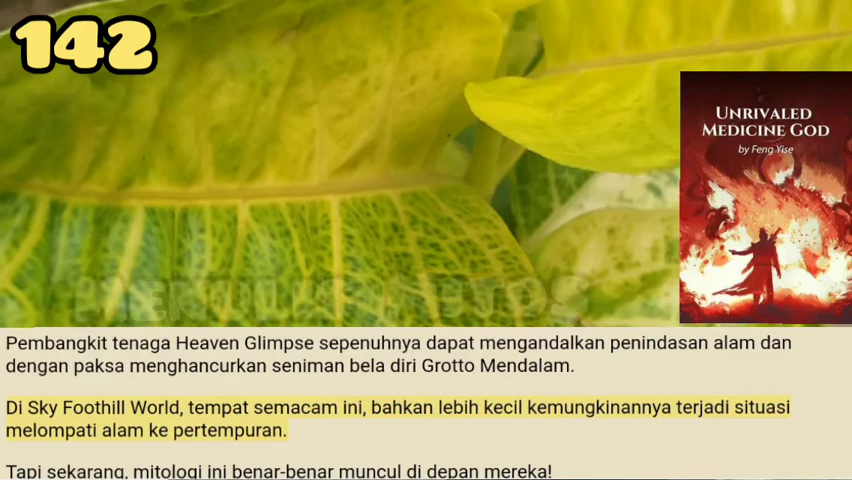 142
UNRIVALED
MEDICINE GOD
by Feng Yise
Pembangkit tenaga Heaven Glimpse sepenuhnya dapat mengandalkan penindasan alam dan
dengan paksa menghancurkan seniman bela diri Grotto Mendalam.
Di Sky Foothill World, tempat semacam ini, bahkan lebih kecil kemungkinannya terjadi situasi
melompati alam ke pertempuran.
Tapi sekarang, mitologi ini benar-benar muncul di depan mereka!